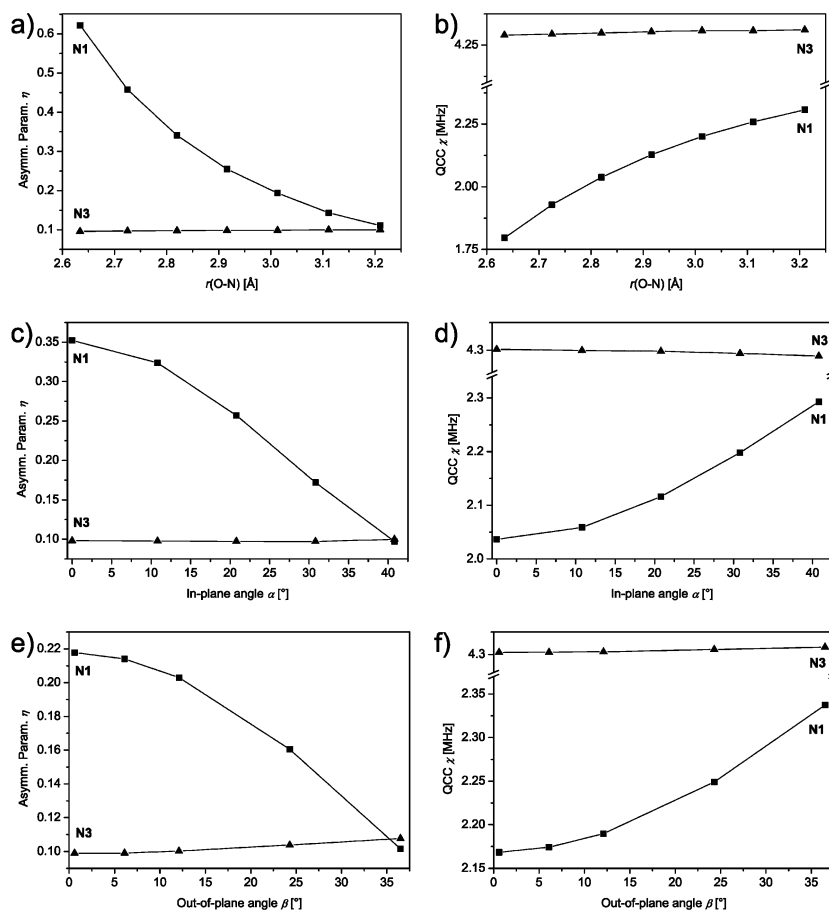 a)
0.6
0.5
0.4
0.3
0.2
0.1
N1
N3
Asymm. Param. η
2.6 2.7 2.8 2.9 3.0 3.1 3.2
r(O-N) [Å]
b)
4.25
2.25
2.00
1.75
N3
N1
QCC χ [MHz]
2.6 2.7 2.8 2.9 3.0 3.1 3.2
r(O-N) [Å]
c)
0.35
0.30
0.25
0.20
0.15
0.10
N1
N3
Asymm. Param. η
0 5 10 15 20 25 30 35 40
In-plane angle α [°]
d)
4.3
2.3
2.2
2.1
2.0
N3
N1
QCC χ [MHz]
0 5 10 15 20 25 30 35 40
In-plane angle α [°]
e)
0.22
0.20
0.18
0.16
0.14
0.12
0.10
N1
N3
Asymm. Param. η
0 5 10 15 20 25 30 35
Out-of-plane angle β [°]
f)
4.3
2.35
2.30
2.25
2.20
2.15
N3
N1
QCC χ [MHz]
0 5 10 15 20 25 30 35
Out-of-plane angle β [°]